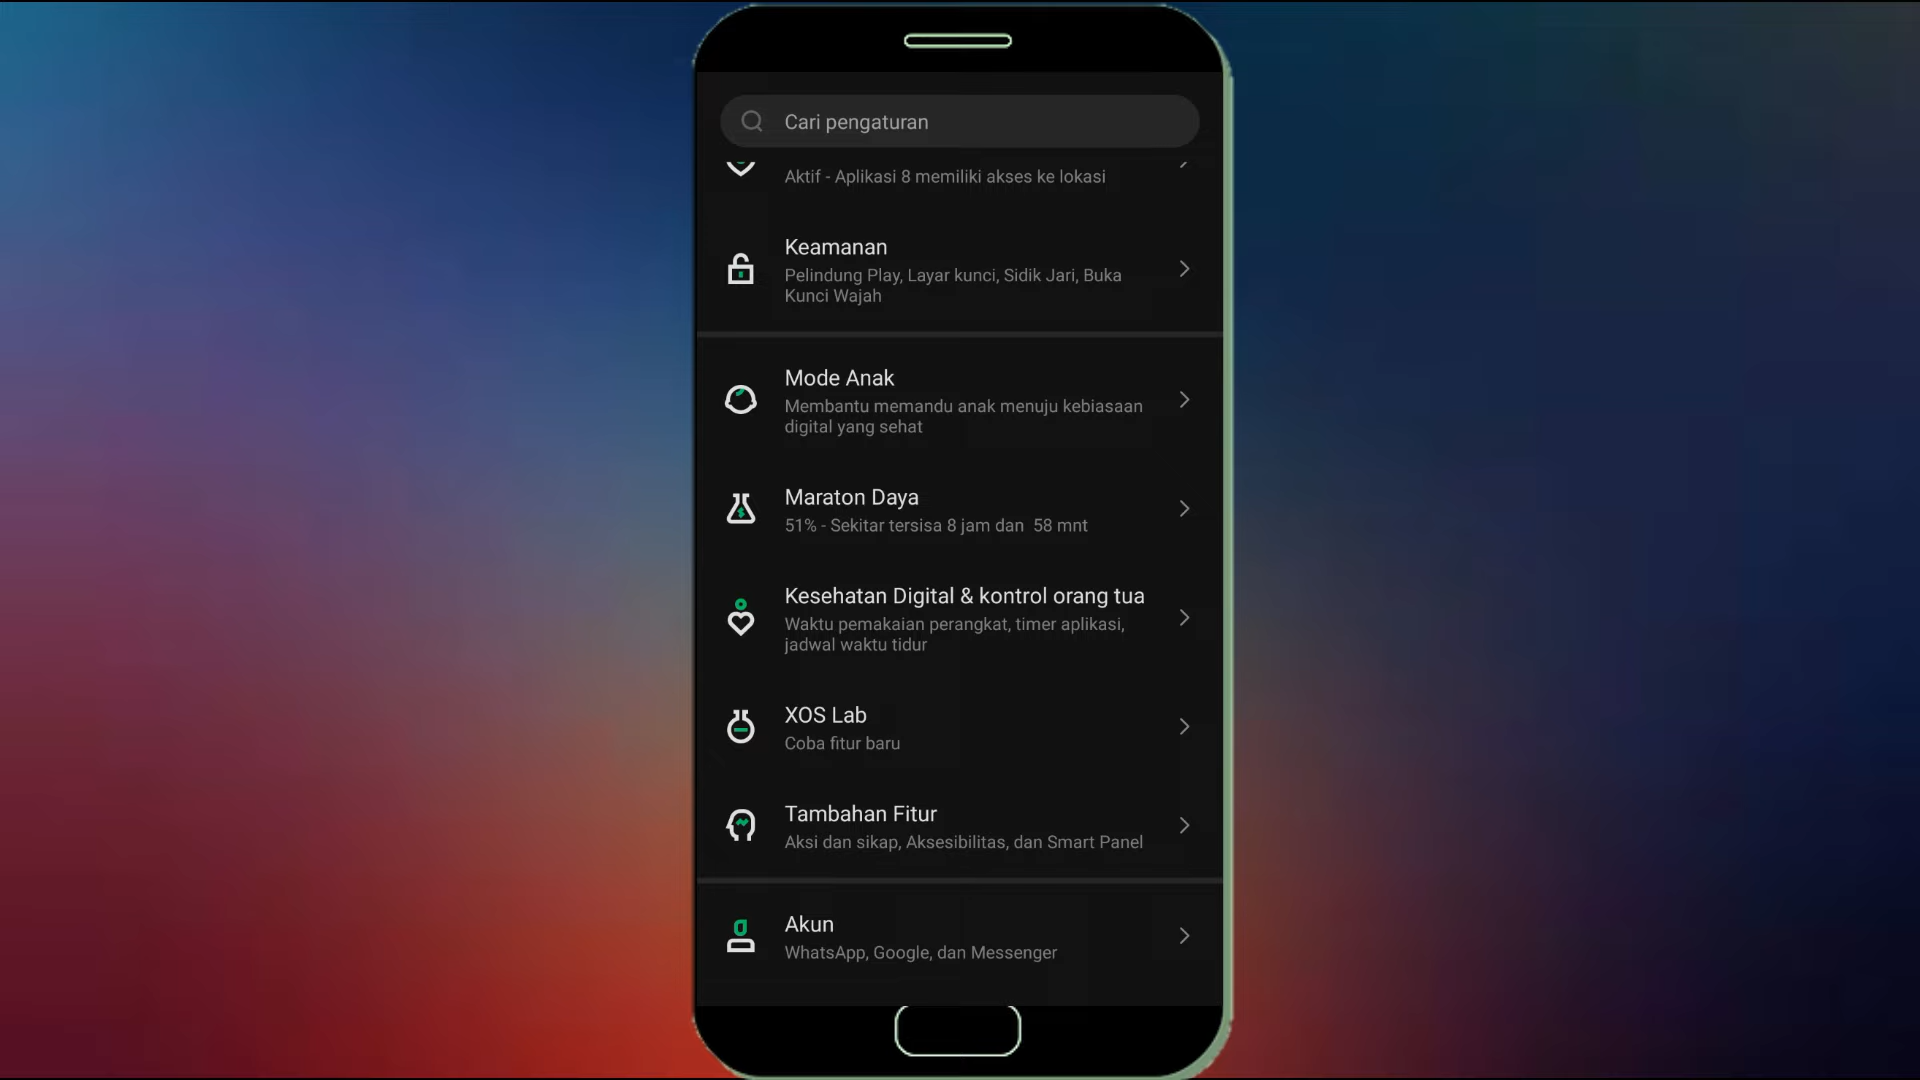 Cari pengaturan
Aktif - Aplikasi 8 memiliki akses ke lokasi
Keamanan
Pelindung Play, Layar kunci, Sidik Jari, Buka
Kunci Wajah
Mode Anak
Membantu memandu anak menuju kebiasaan
digital yang sehat
Maraton Daya
51% - Sekitar tersisa 8 jam dan  58 mnt
Kesehatan Digital & kontrol orang tua
Waktu pemakaian perangkat, timer aplikasi,
jadwal waktu tidur
XOS Lab
Coba fitur baru
Tambahan Fitur
Aksi dan sikap, Aksesibilitas, dan Smart Panel
Akun
WhatsApp, Google, dan Messenger